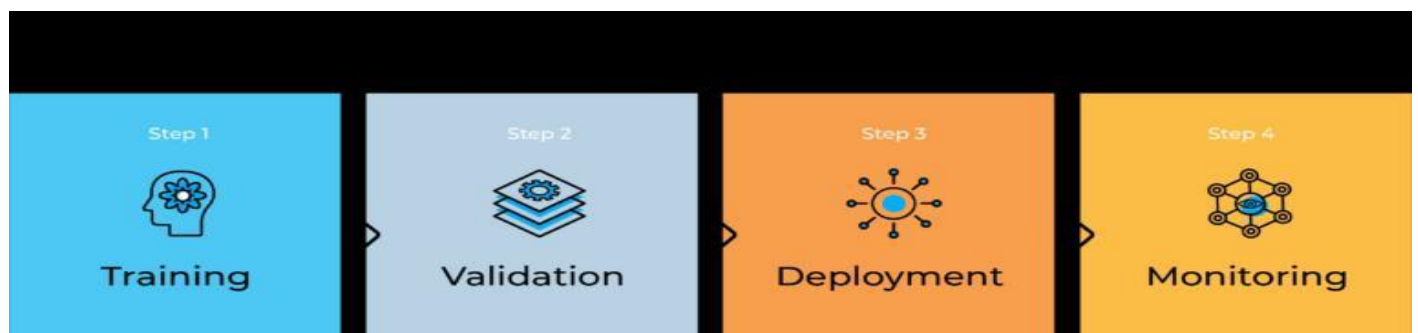 Step 1
Training
Step 2
Validation
Step 3
Deployment
Step 4
Monitoring